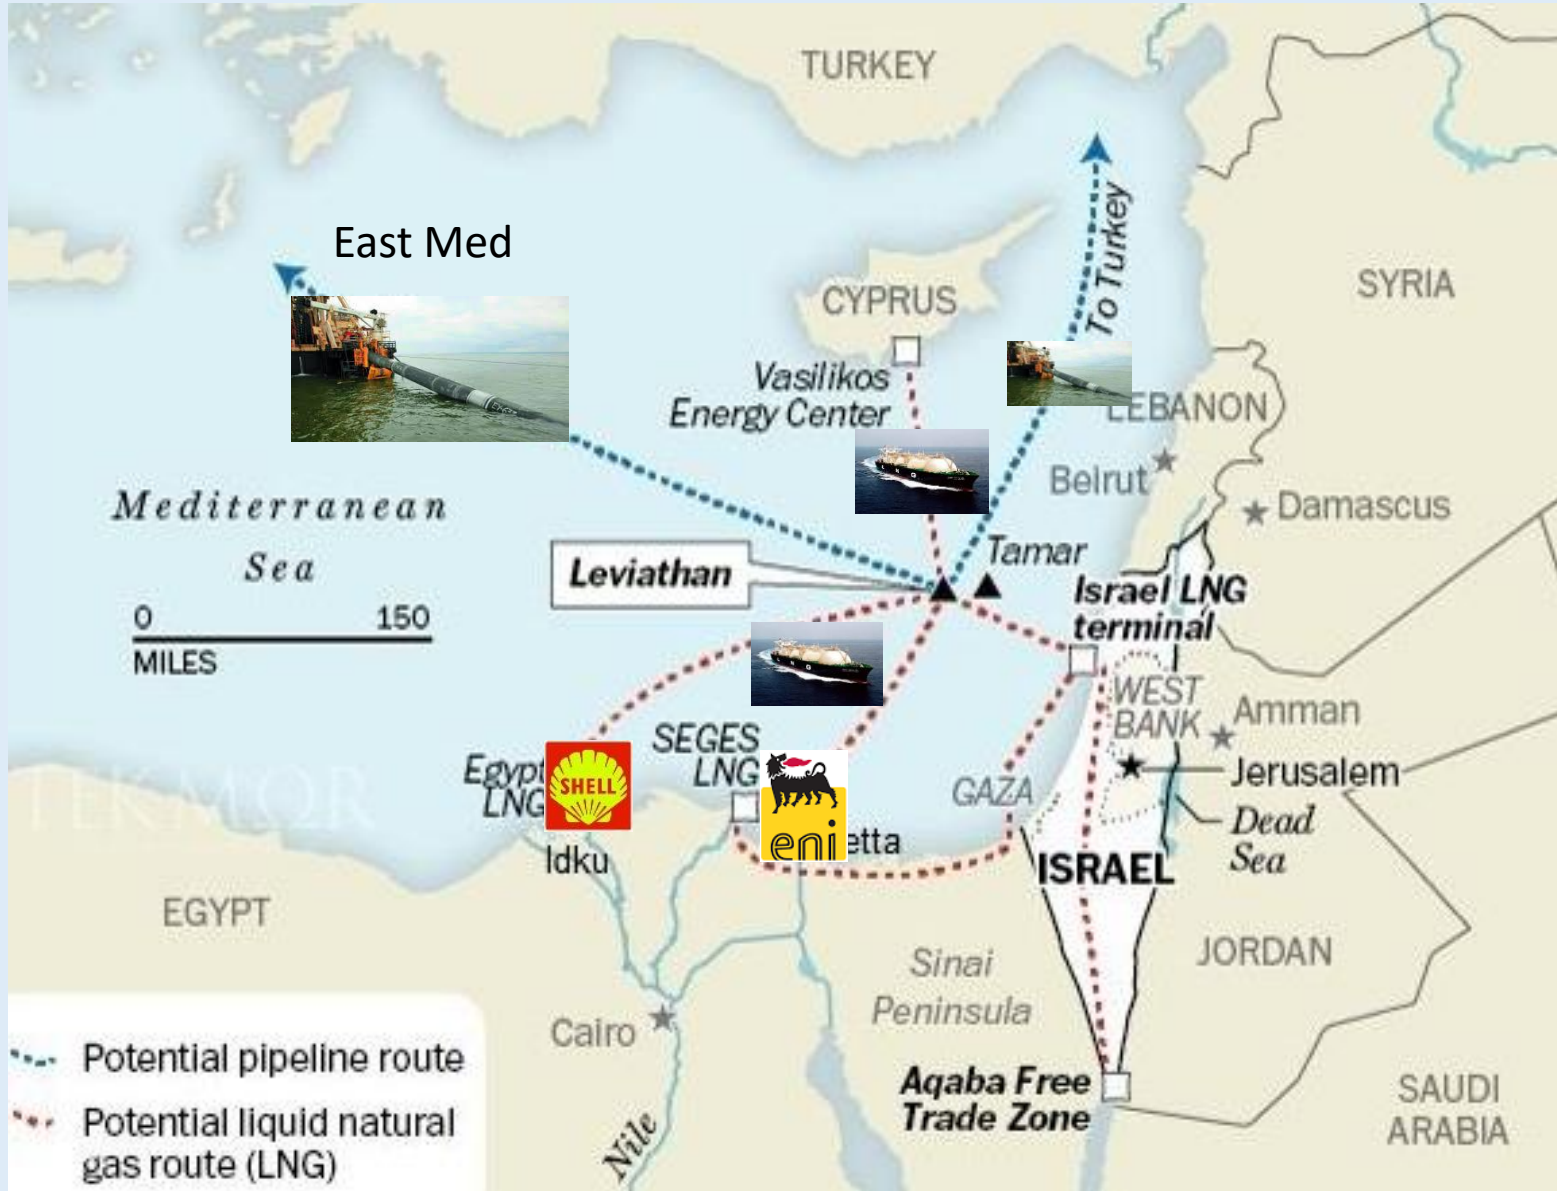 TURKEY
East Med
To Turkey
CYPRUS
SYRIA
Vasilikos
Energy Center
LEBANON
Beirut
Damascus
Mediterranean
Sea
0 150
MILES
Leviathan
Tamar
Israel LNG
terminal
WEST
BANK
Amman
Jerusalem
Dead
Sea
GAZA
ISRAEL
SEGES
LNG
Egypt
LNG
SHELL
eni
etta
Idku
TEKMOR
EGYPT
Sinai
Peninsula
JORDAN
Cairo
Nile
Aqaba Free
Trade Zone
SAUDI
ARABIA
Potential pipeline route
Potential liquid natural
gas route (LNG)